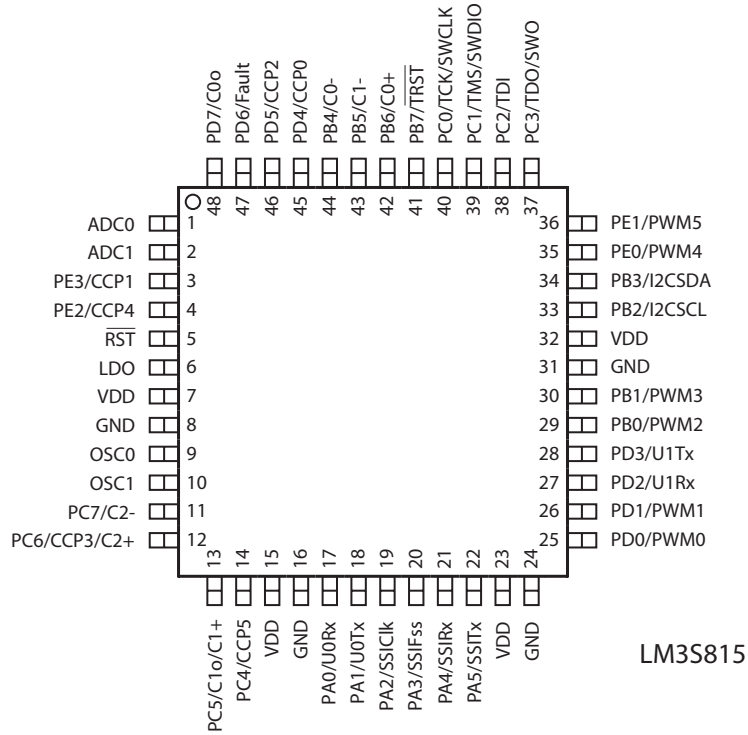 PD7/C0o
PD6/Fault
PD5/CCP2
PD4/CCP0
PB4/C0-
PB5/C1-
PB6/C0+
PB7/TRST
PC0/TCK/SWCLK
PC1/TMS/SWDIO
PC2/TDI
PC3/TDO/SWO
48
47
46
45
44
43
42
41
40
39
38
37
ADC0 1
ADC1 2
PE3/CCP1 3
PE2/CCP4 4
RST 5
LDO 6
VDD 7
GND 8
OSC0 9
OSC1 10
PC7/C2- 11
PC6/CCP3/C2+ 12
36 PE1/PWM5
35 PE0/PWM4
34 PB3/I2CSDA
33 PB2/I2CSCL
32 VDD
31 GND
30 PB1/PWM3
29 PB0/PWM2
28 PD3/U1Tx
27 PD2/U1Rx
26 PD1/PWM1
25 PD0/PWM0
13
14
15
16
17
18
19
20
21
22
23
24
PC5/C1o/C1+
PC4/CCP5
VDD
GND
PA0/U0Rx
PA1/U0Tx
PA2/SSIClk
PA3/SSIFss
PA4/SSIRx
PA5/SSITx
VDD
GND
LM3S815